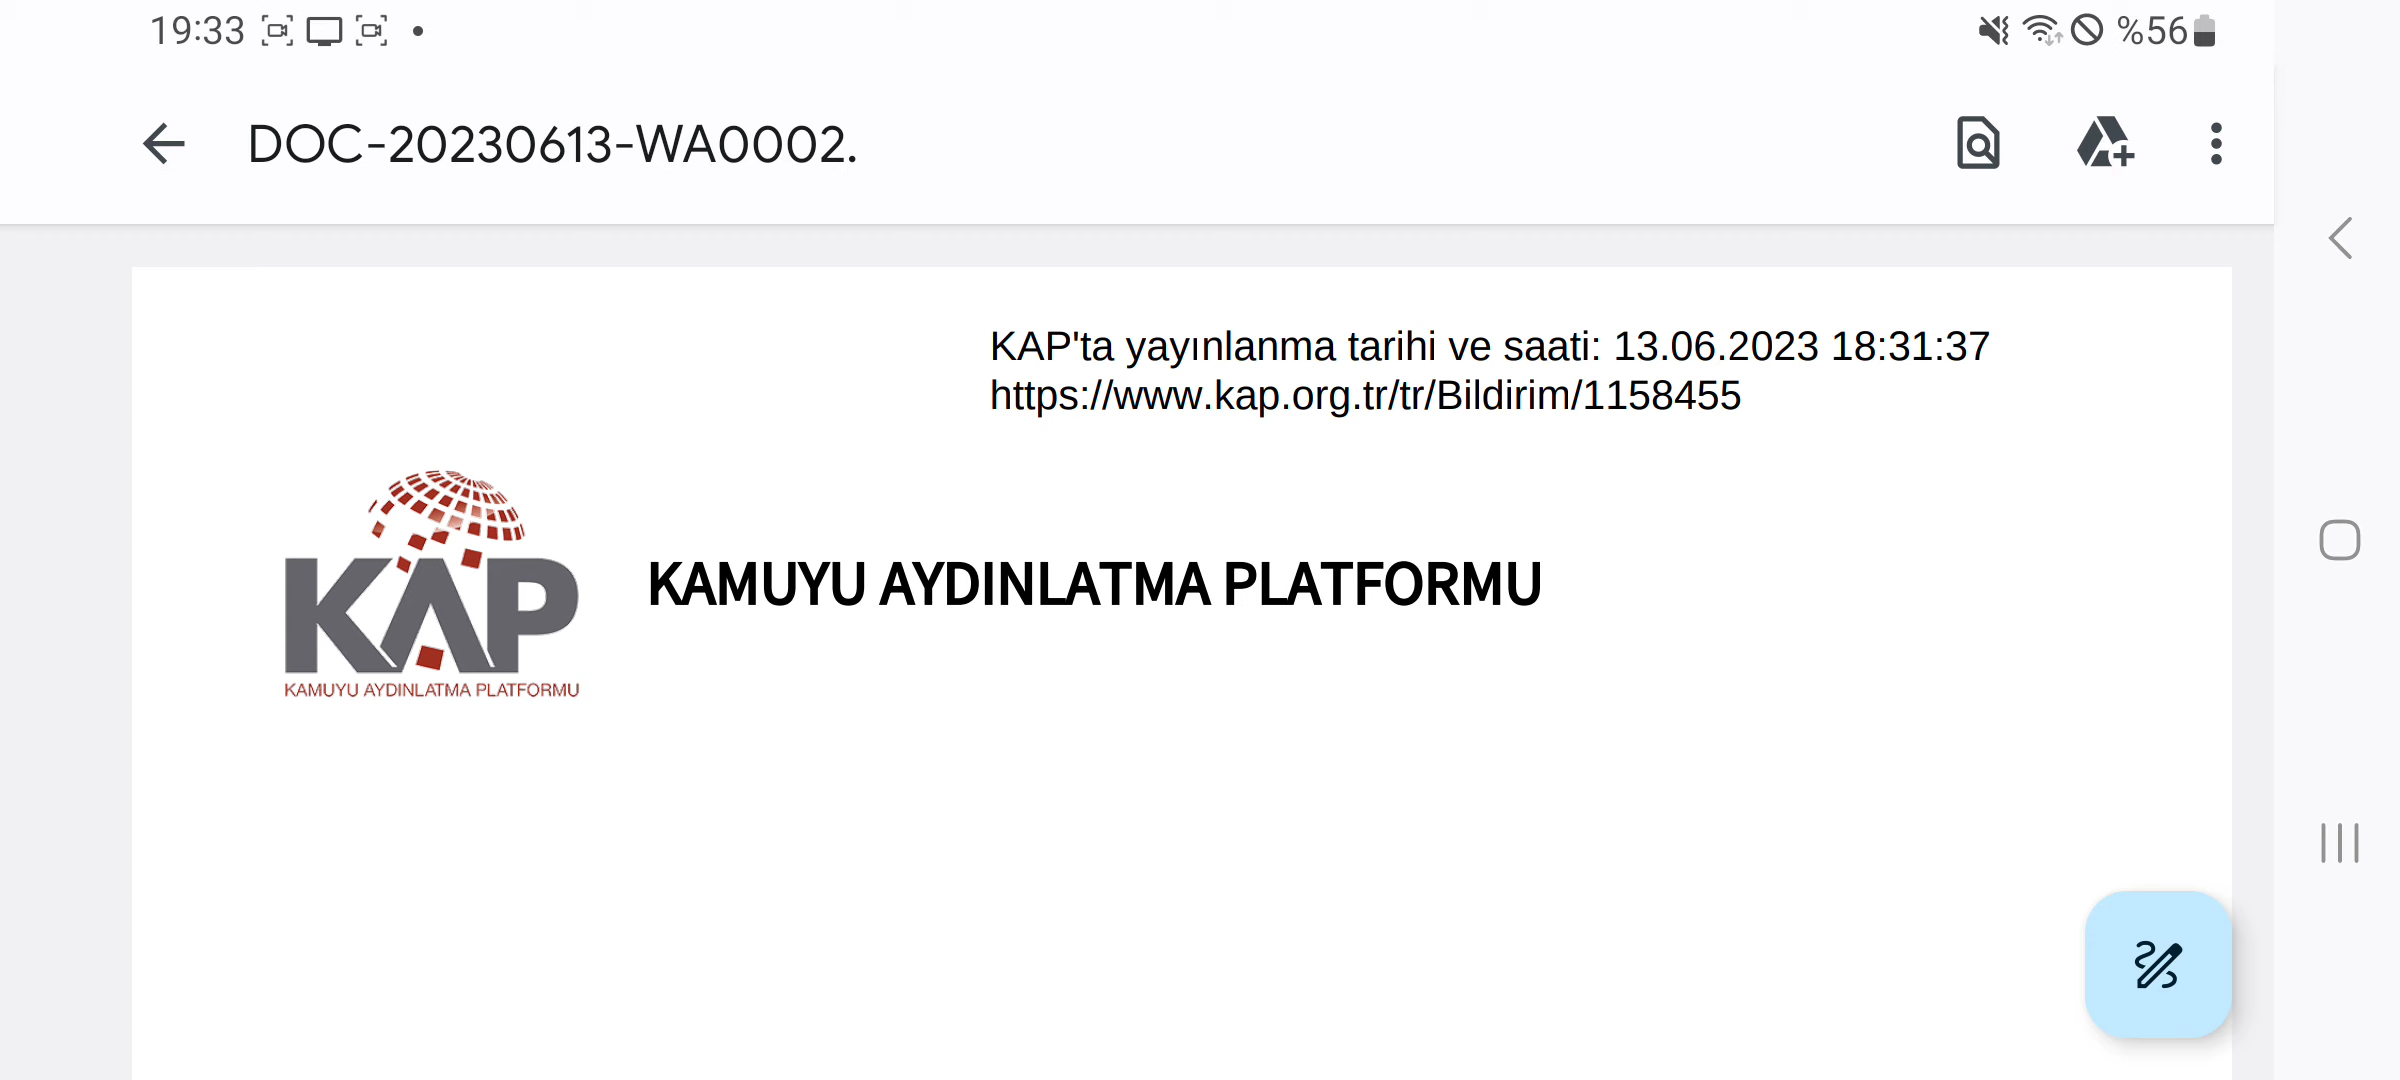 19:33
%56
DOC-20230613-WA0002.
KAP'ta yayınlanma tarihi ve saati: 13.06.2023 18:31:37
https://www.kap.org.tr/tr/Bildirim/1158455
KAP
KAMUYU AYDINLATMA PLATFORMU
KAMUYU AYDINLATMA PLATFORMU